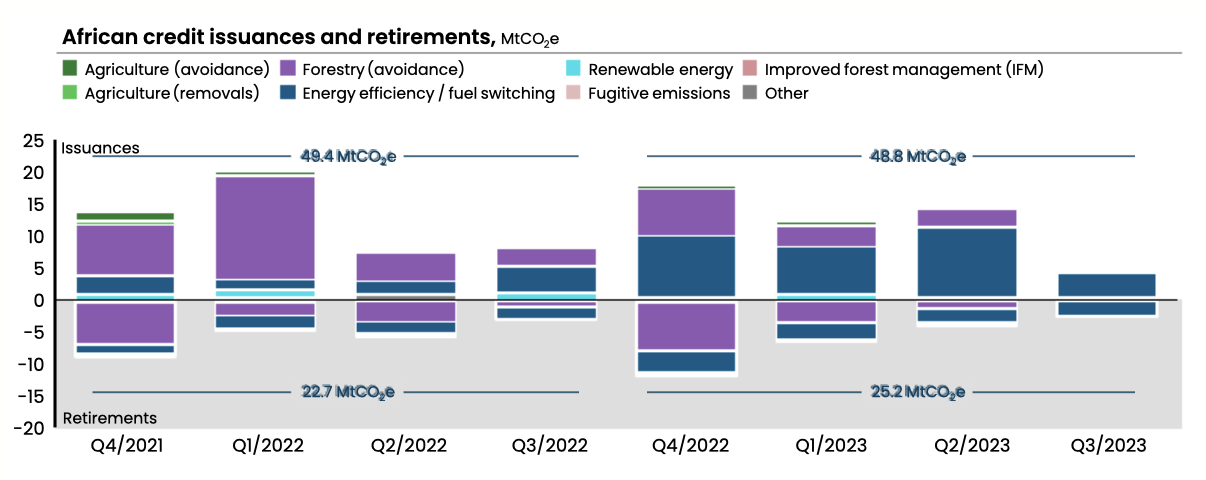 African credit issuances and retirements, MtCO₂e
Agriculture (avoidance) Forestry (avoidance) Renewable energy Improved forest management (IFM)
Agriculture (removals) Energy efficiency / fuel switching Fugitive emissions Other
25
Issuances
49.4 MtCO₂e 48.8 MtCO₂e
20
15
10
5
0
-5
-10
-15
22.7 MtCO₂e 25.2 MtCO₂e
Retirements
-20
Q4/2021 Q1/2022 Q2/2022 Q3/2022 Q4/2022 Q1/2023 Q2/2023 Q3/2023